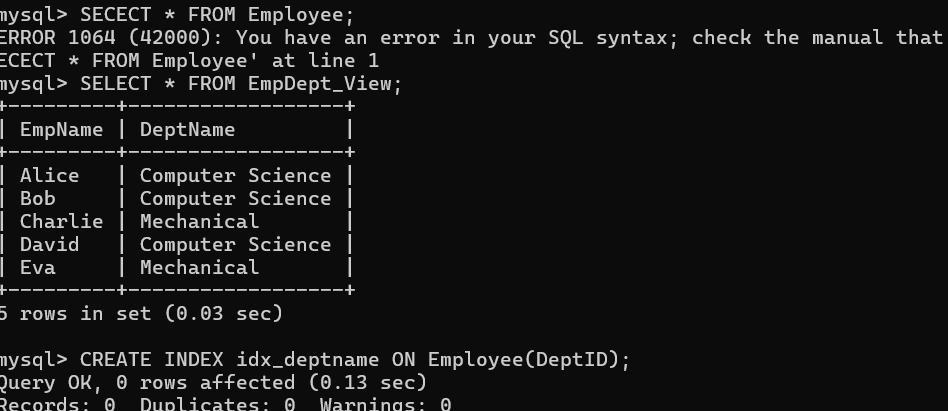 mysql> SECECT * FROM Employee;
ERROR 1064 (42000): You have an error in your SQL syntax; check the manual that
ECECT * FROM Employee' at line 1
mysql> SELECT * FROM EmpDept_View;
+---------+------------------+
| EmpName | DeptName         |
+---------+------------------+
| Alice   | Computer Science |
| Bob     | Computer Science |
| Charlie | Mechanical       |
| David   | Computer Science |
| Eva     | Mechanical       |
+---------+------------------+
5 rows in set (0.03 sec)

mysql> CREATE INDEX idx_deptname ON Employee(DeptID);
Query OK, 0 rows affected (0.13 sec)
Records: 0  Duplicates: 0  Warnings: 0